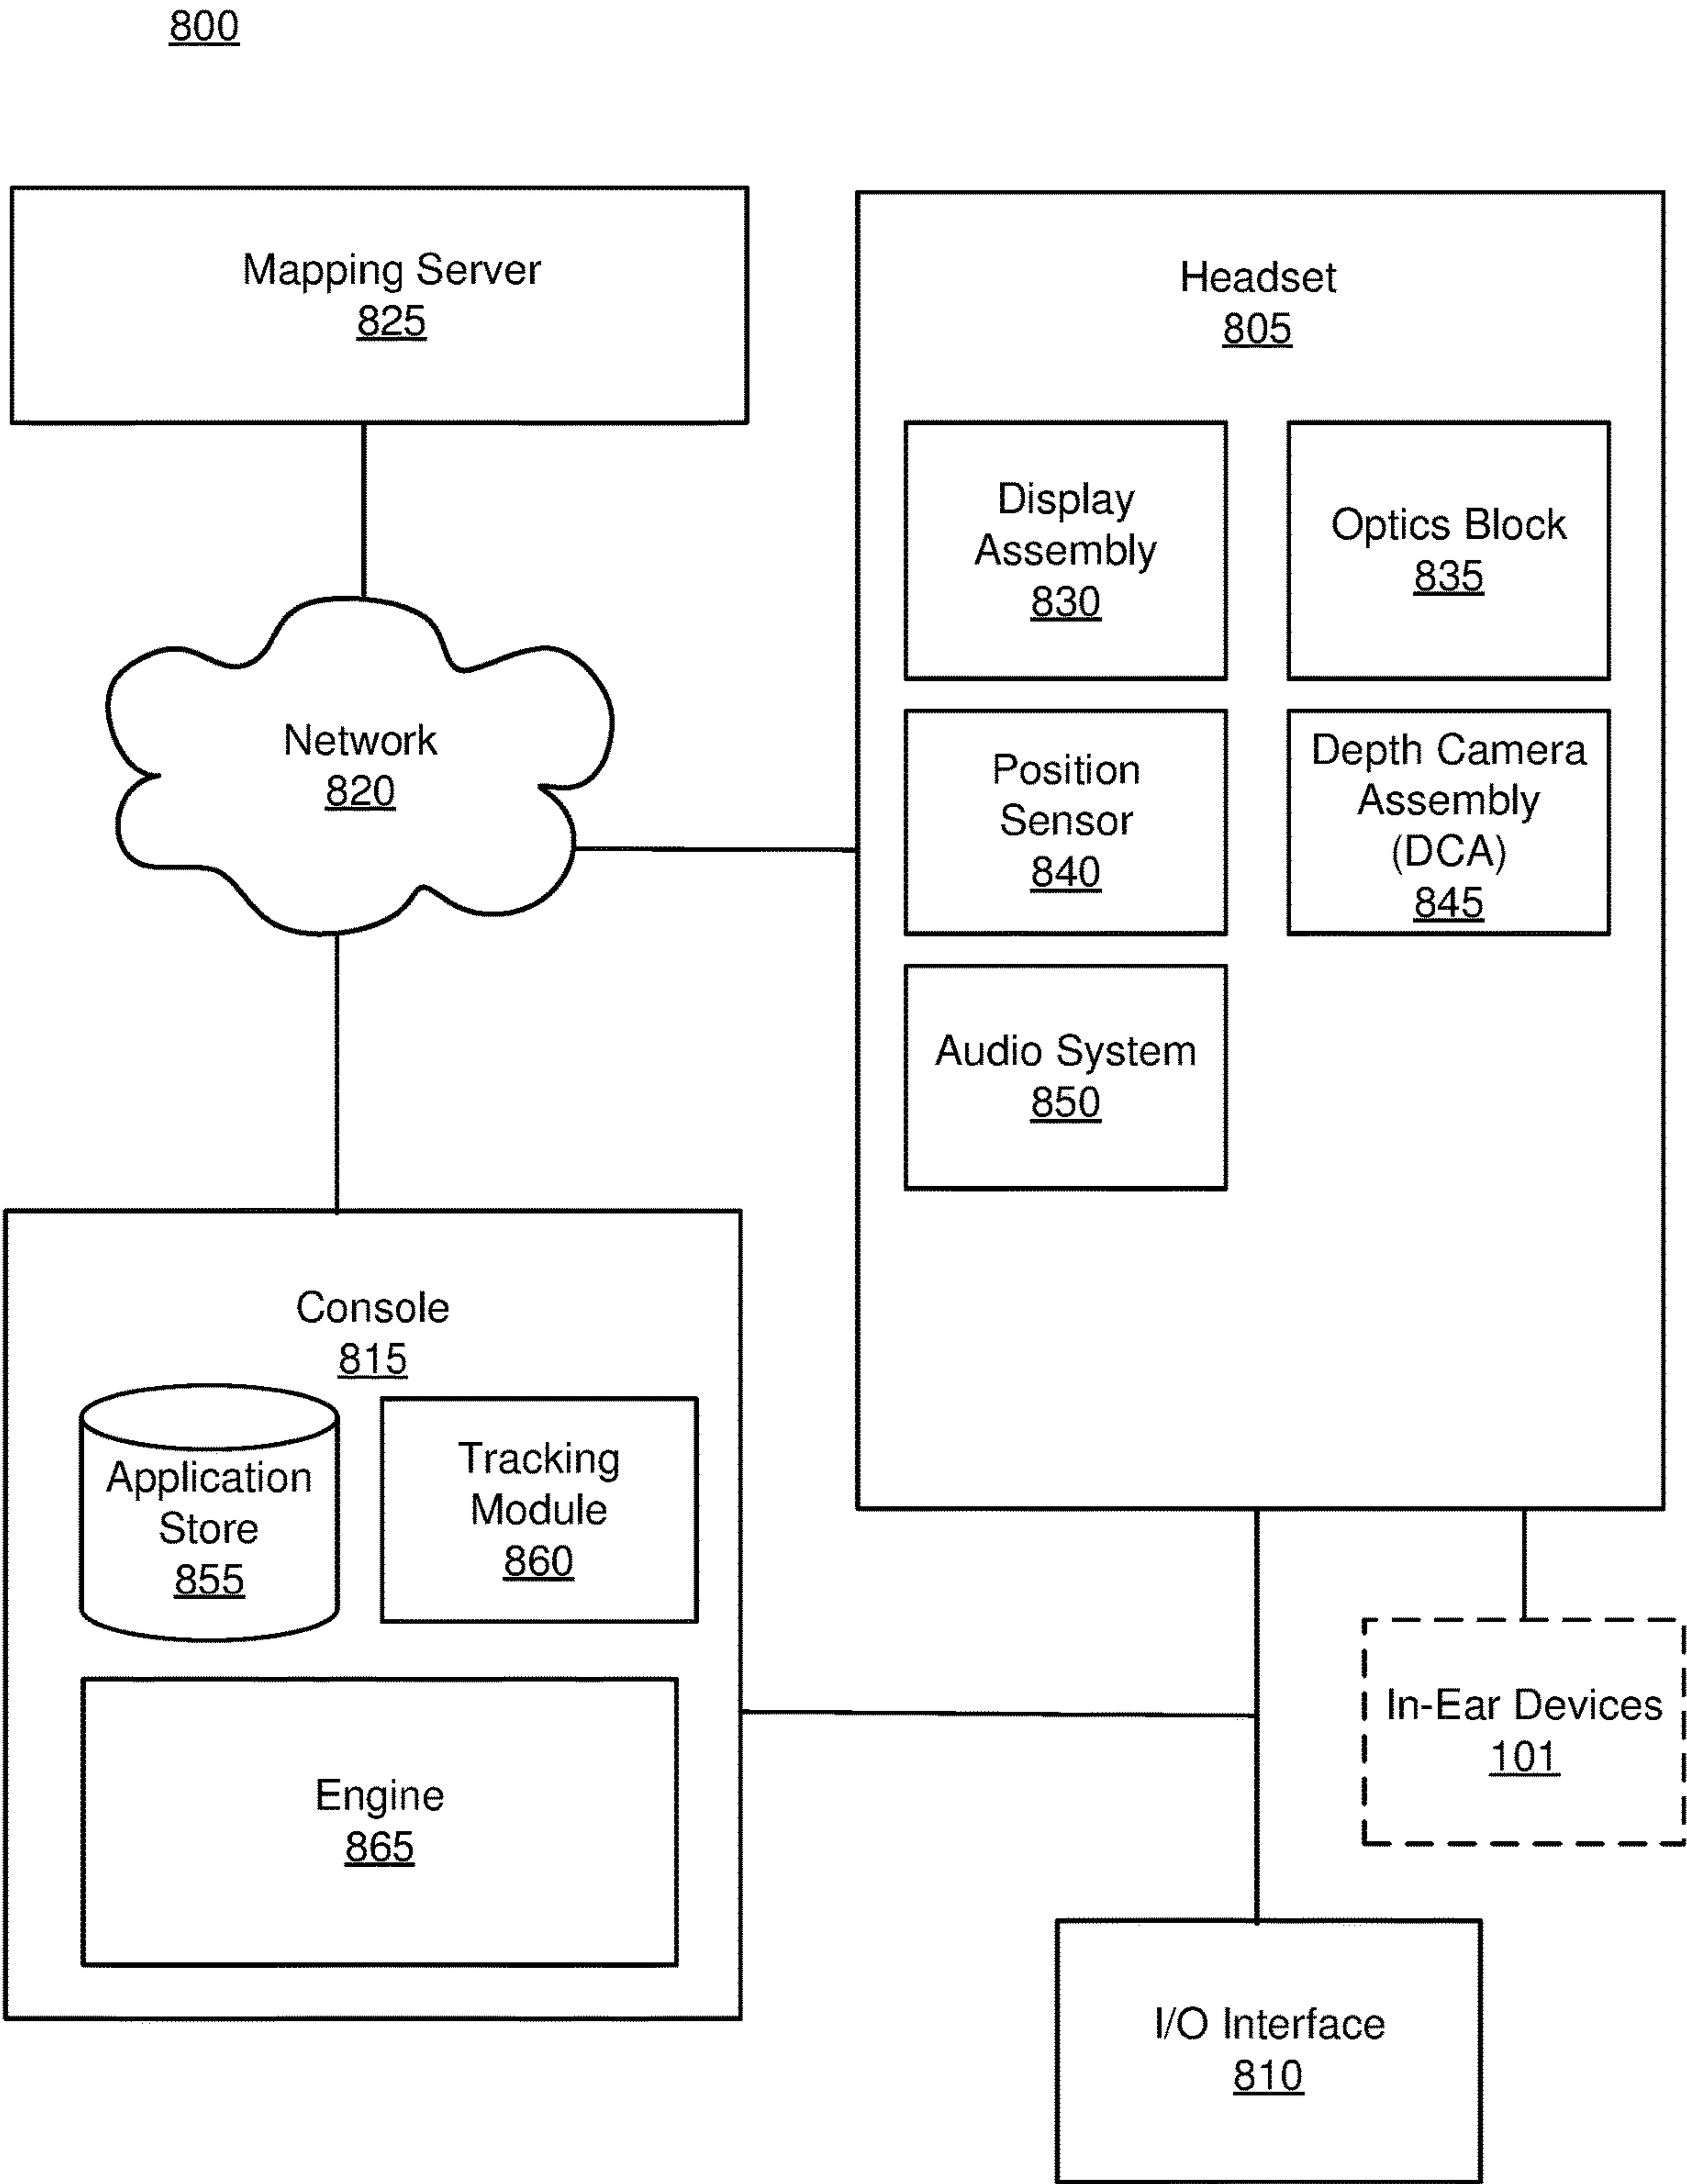 800
Mapping Server
825
Headset
805
Display
Assembly
830
Optics Block
835
Network
820
Position
Sensor
840
Depth Camera
Assembly
(DCA)
845
Audio System
850
Console
815
Application
Store
855
Tracking
Module
860
Engine
865
In-Ear Devices
101
I/O Interface
810